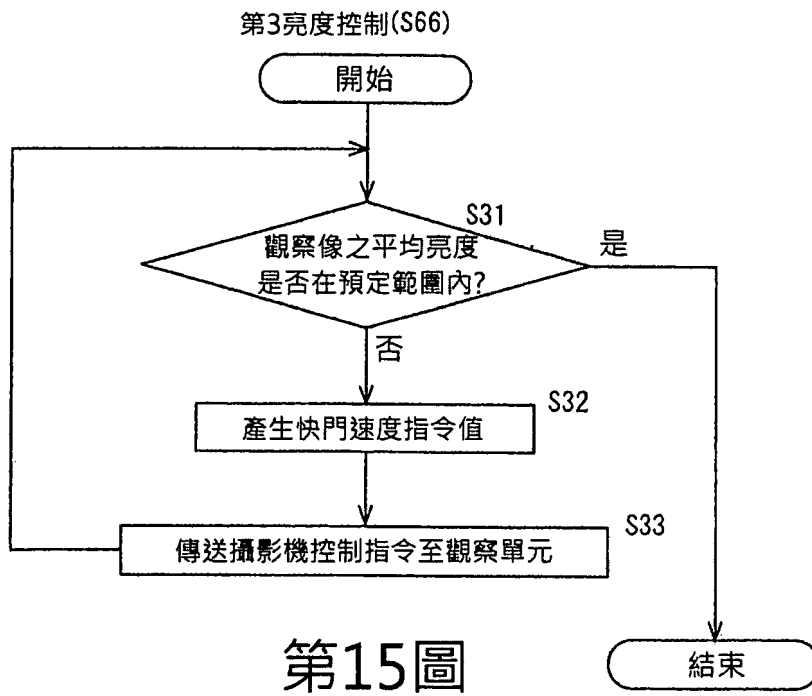 第3亮度控制(S66)
開始
S31
觀察像之平均亮度
是否在預定範圍內?
是
否
S32
產生快門速度指令值
S33
傳送攝影機控制指令至觀察單元
結束
第15圖